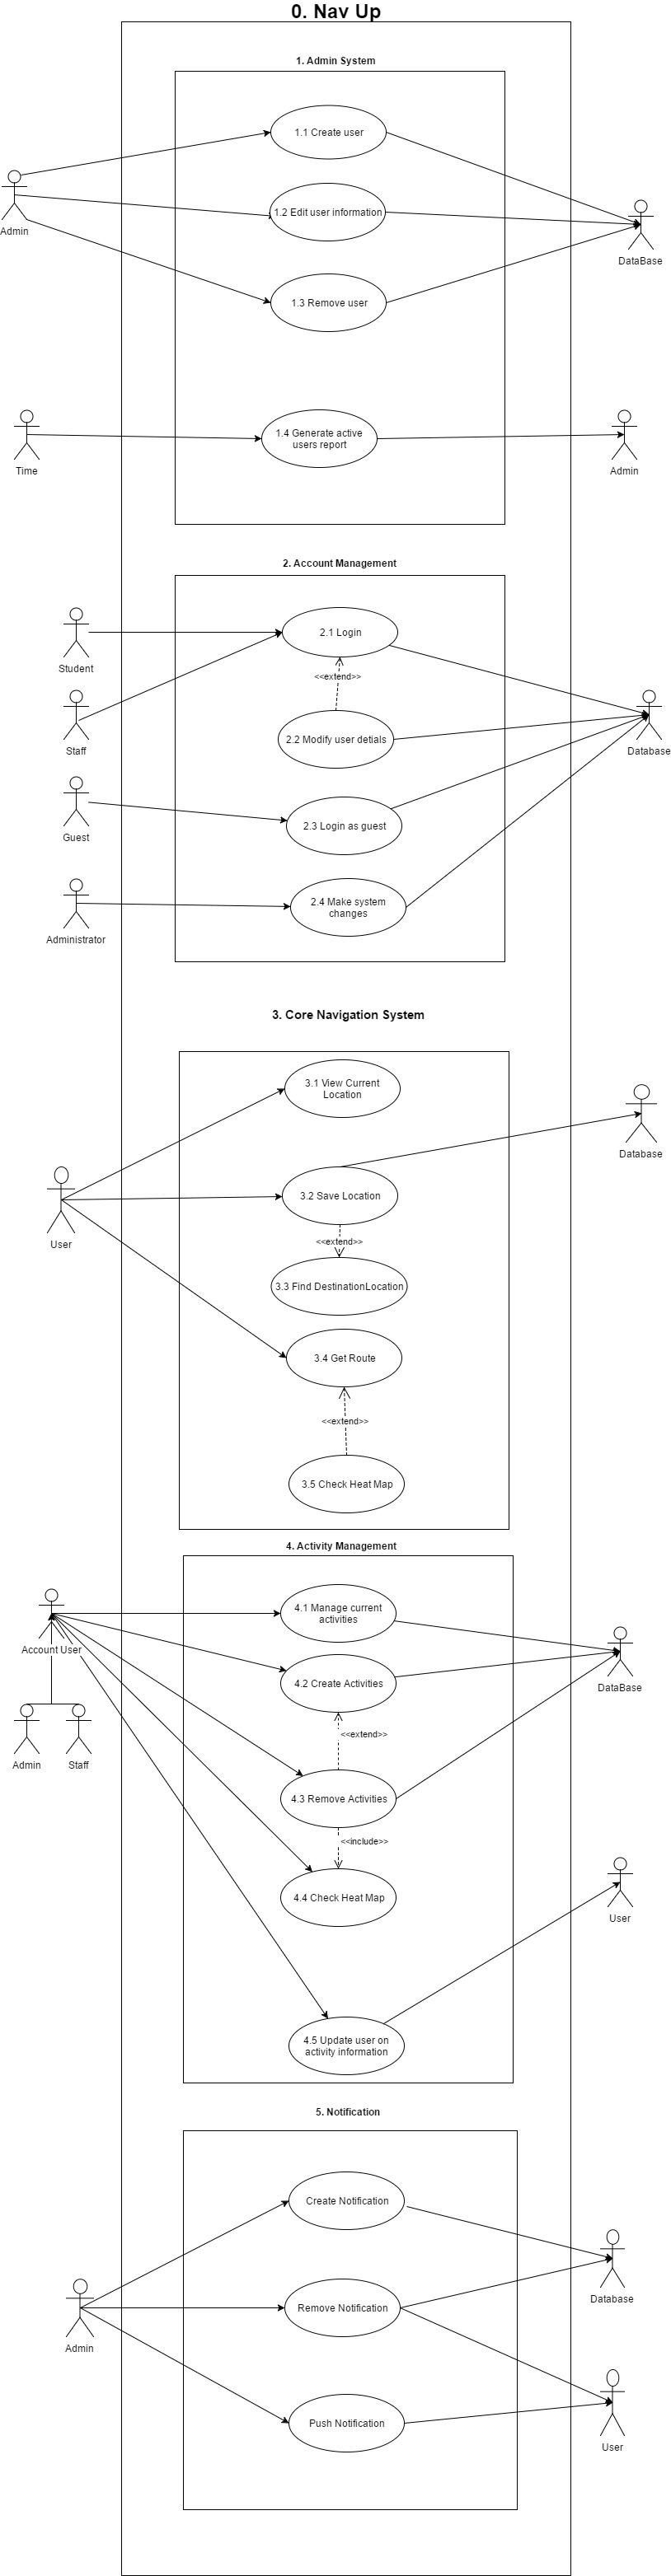 0. Nav Up
1. Admin System
1.1 Create user
1.2 Edit user information
Admin
DataBase
1.3 Remove user
1.4 Generate active
users report
Time
Admin
2. Account Management
2.1 Login
Student
<<extend>>
Staff
2.2 Modify user detials
Database
Guest
2.3 Login as guest
2.4 Make system
changes
Administrator
3. Core Navigation System
3.1 View Current
Location
Database
3.2 Save Location
User
<<extend>>
3.3 Find DestinationLocation
3.4 Get Route
<<extend>>
3.5 Check Heat Map
4. Activity Management
4.1 Manage current
activities
Account User
4.2 Create Activities
DataBase
<<extend>>
Admin
Staff
4.3 Remove Activities
<<include>>
4.4 Check Heat Map
User
4.5 Update user on
activity information
5. Notification
Create Notification
Database
Remove Notification
Admin
Push Notification
User